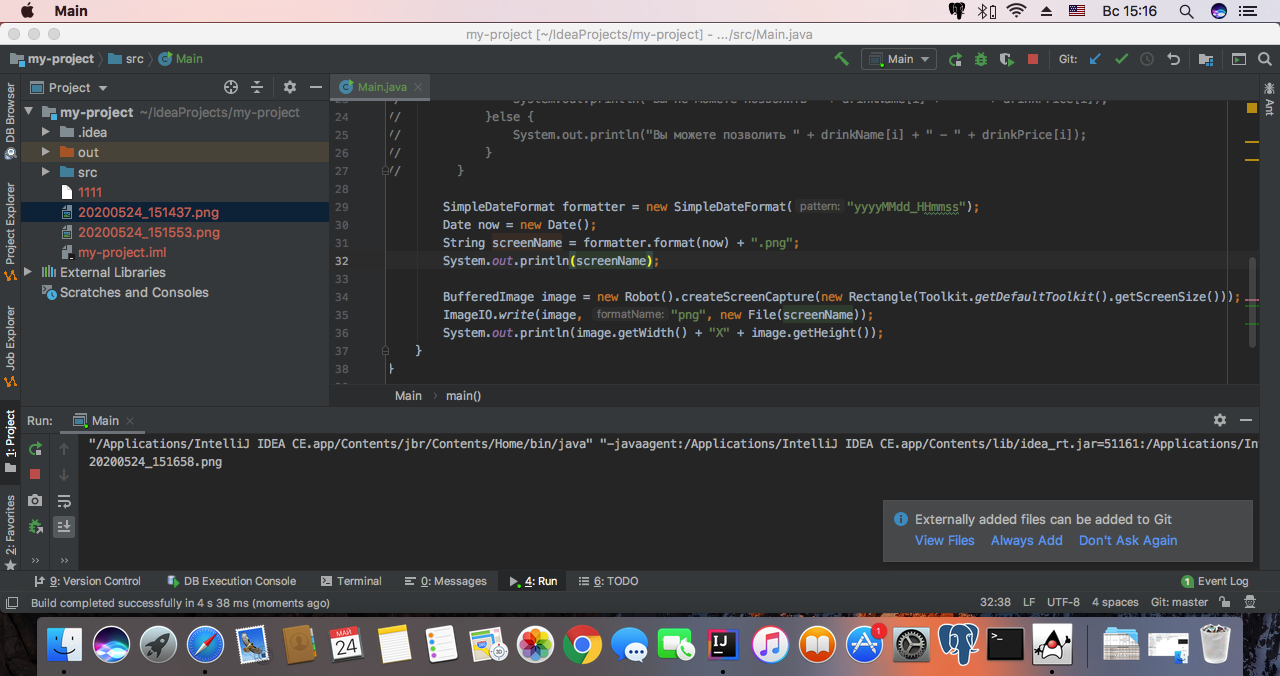 Main
Вс 15:16
my-project [~/IdeaProjects/my-project] - .../src/Main.java
my-project
src
Main
Main
Git:
DB Browser
Project Explorer
Job Explorer
1: Project
2: Favorites
Ant
Project
my-project ~/IdeaProjects/my-project
.idea
out
src
1111
20200524_151437.png
20200524_151553.png
my-project.iml
External Libraries
Scratches and Consoles
Main.java
24 // }else {
25 // System.out.println("Вы можете позволить " + drinkName[i] + " - " + drinkPrice[i]);
26 // }
27 // }
28
29 SimpleDateFormat formatter = new SimpleDateFormat( pattern: "yyyyMMdd_HHmmss");
30 Date now = new Date();
31 String screenName = formatter.format(now) + ".png";
32 System.out.println(screenName);
33
34 BufferedImage image = new Robot().createScreenCapture(new Rectangle(Toolkit.getDefaultToolkit().getScreenSize()));
35 ImageIO.write(image, formatName: "png", new File(screenName));
36 System.out.println(image.getWidth() + "X" + image.getHeight());
37 }
38 }
Main main()
Run: Main
"/Applications/IntelliJ IDEA CE.app/Contents/jbr/Contents/Home/bin/java" "-javaagent:/Applications/IntelliJ IDEA CE.app/Contents/lib/idea_rt.jar=51161:/Applications/In
20200524_151658.png
Externally added files can be added to Git
View Files Always Add Don't Ask Again
9: Version Control DB Execution Console Terminal 0: Messages 4: Run 6: TODO 1 Event Log
Build completed successfully in 4 s 38 ms (moments ago) 32:38 LF UTF-8 4 spaces Git: master
МАЙ
24
1